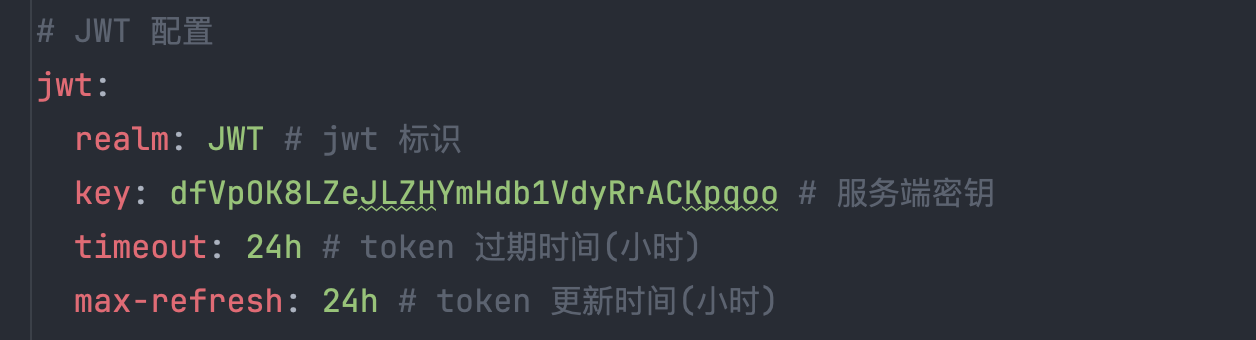 # JWT 配置
jwt:
  realm: JWT # jwt 标识
  key: dfVpOK8LZeJLZHYmHdb1VdyRrACKpqoo # 服务端密钥
  timeout: 24h # token 过期时间(小时)
  max-refresh: 24h # token 更新时间(小时)